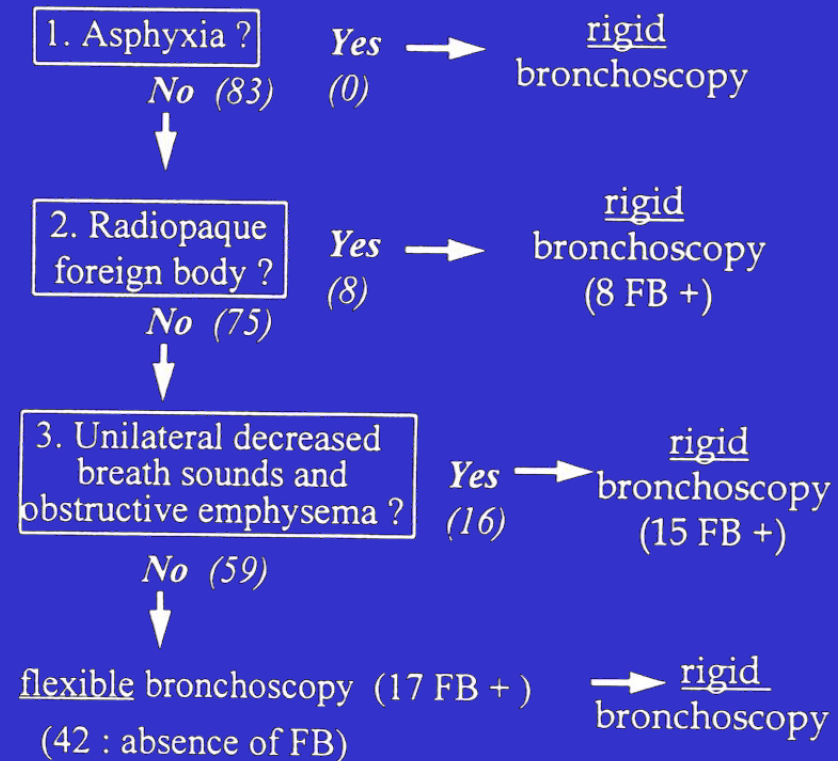 1. Asphyxia ? Yes rigid
bronchoscopy
No (83) (0)
2. Radiopaque foreign body ? Yes rigid
bronchoscopy
(8)
(8 FB +)
No (75)
3. Unilateral decreased
breath sounds and
obstructive emphysema ?
Yes
(16)
rigid
bronchoscopy
(15 FB +)
No (59)
flexible bronchoscopy (17 FB + )
(42 : absence of FB)
rigid
bronchoscopy